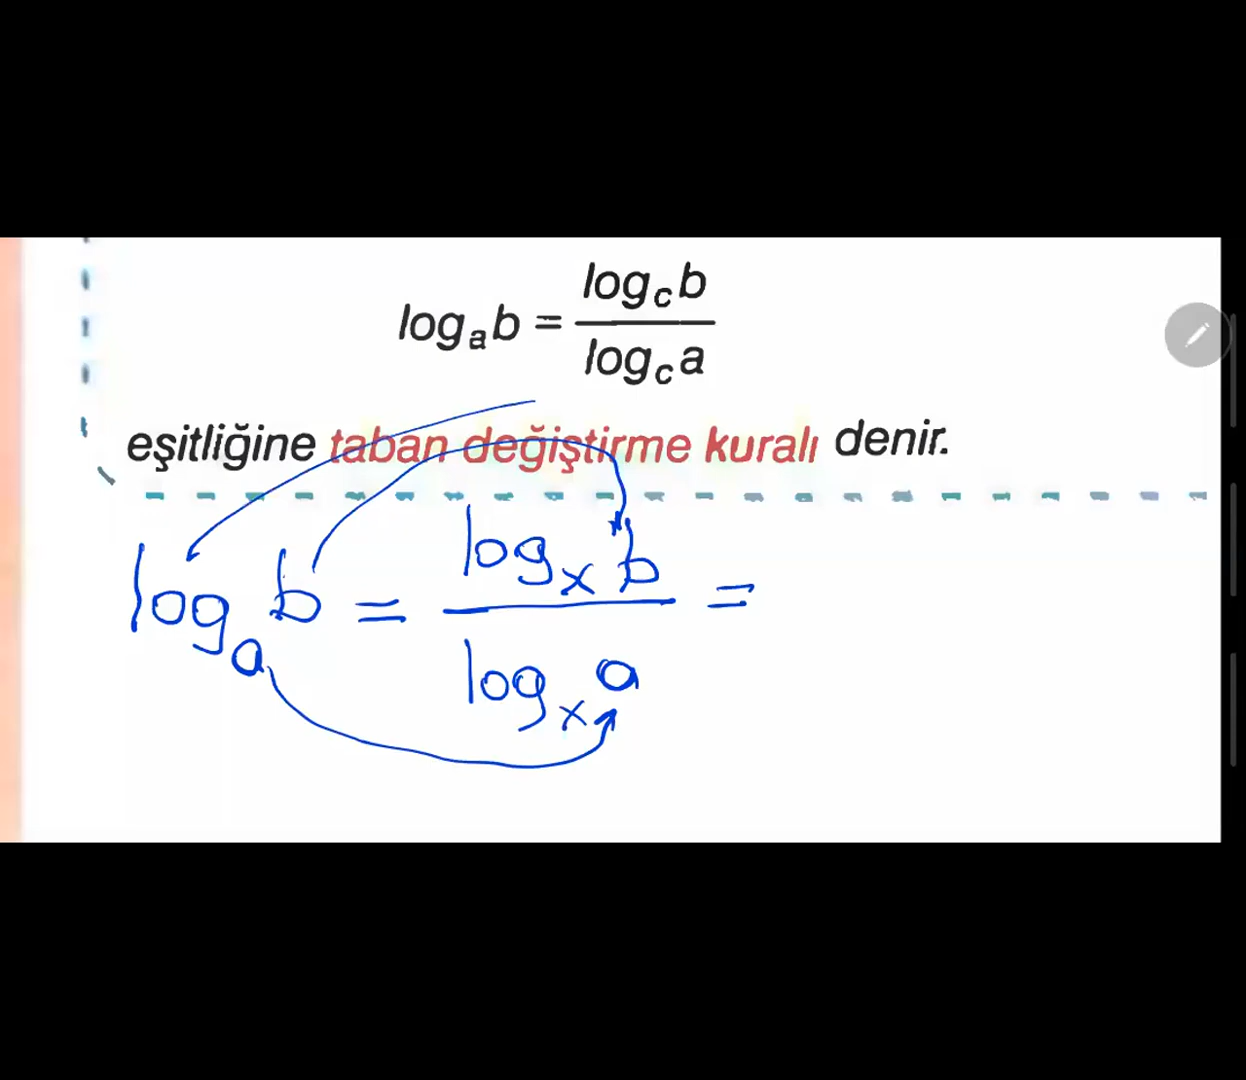 log_a b = log_c b / log_c a
eşitliğine taban değiştirme kuralı denir.
log_a b = log_x b / log_x a =